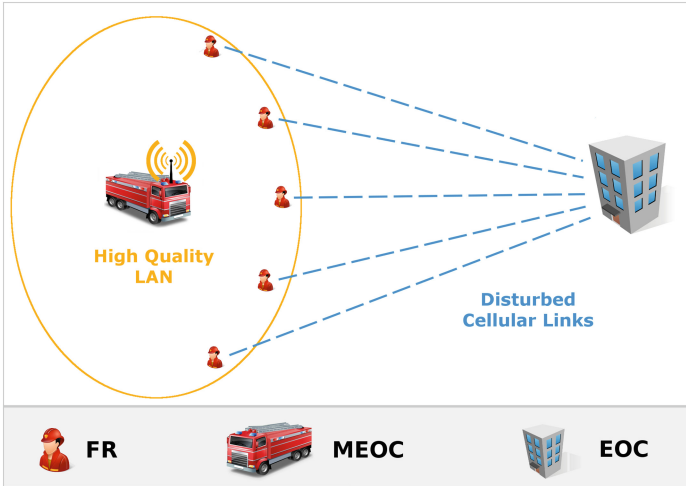 High Quality
LAN
Disturbed
Cellular Links
FR
MEOC
EOC